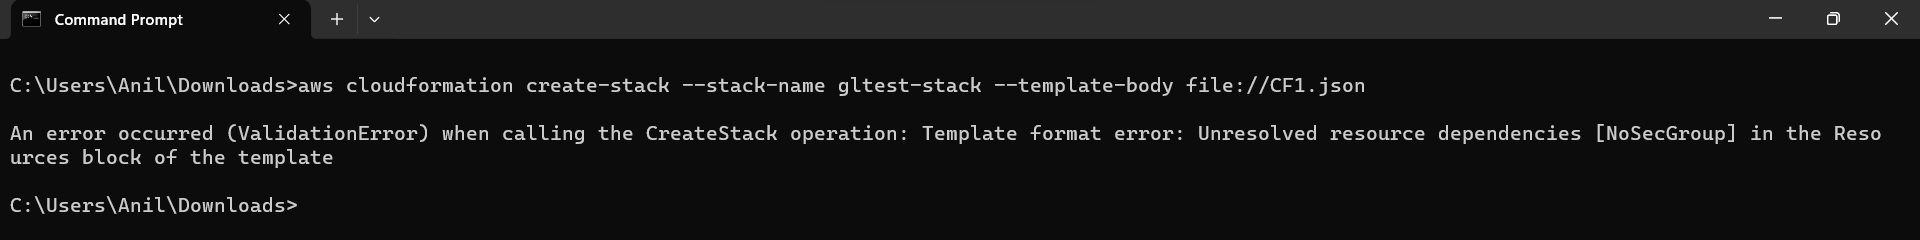 Command Prompt
C:\Users\Anil\Downloads>aws cloudformation create-stack --stack-name gltest-stack --template-body file://CF1.json
An error occurred (ValidationError) when calling the CreateStack operation: Template format error: Unresolved resource dependencies [NoSecGroup] in the Reso
urces block of the template
C:\Users\Anil\Downloads>